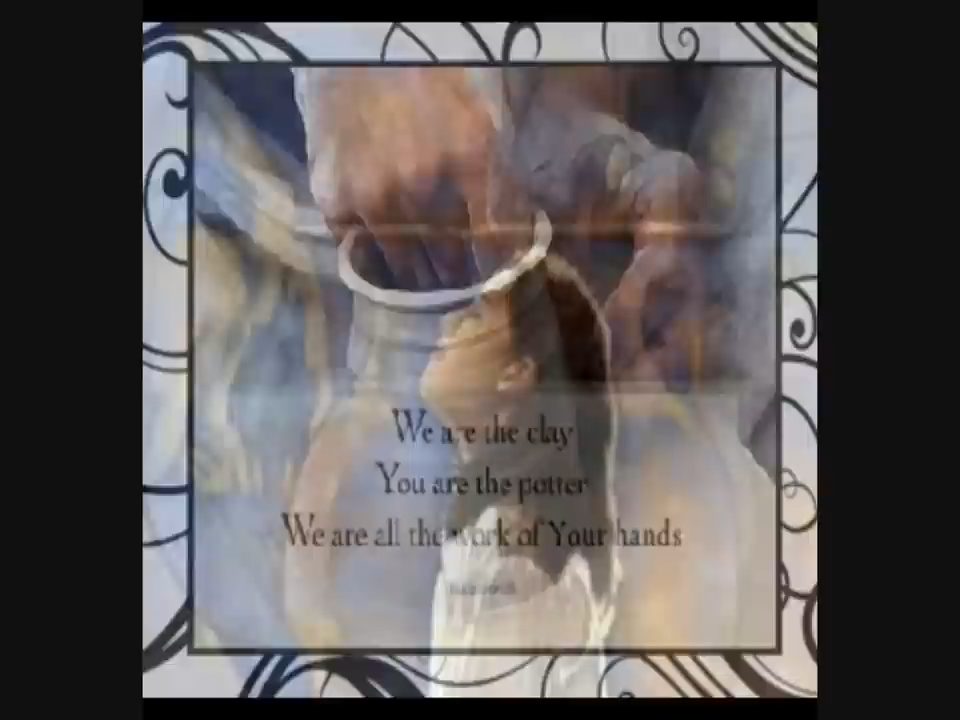 We are the clay
You are the potter
We are all the work of Your hands